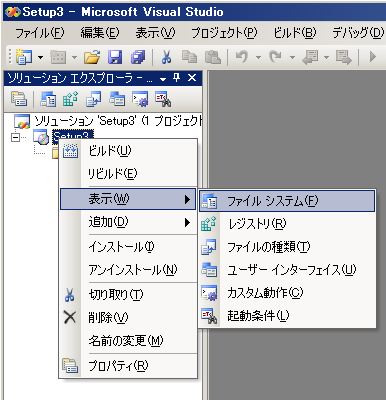 Setup3 - Microsoft Visual Studio
ファイル(F) 編集(E) 表示(V) プロジェクト(P) ビルド(B) デバッグ(D)
ソリューション エクスプローラ - ...
ソリューション 'Setup3' (1 プロジェクト
Setup3
ビルド(U)
リビルド(E)
表示(W)
追加(D)
インストール(I)
アンインストール(N)
切り取り(T)
削除(V)
名前の変更(M)
プロパティ(R)
ファイル システム(F)
レジストリ(R)
ファイルの種類(T)
ユーザー インターフェイス(U)
カスタム動作(C)
起動条件(L)